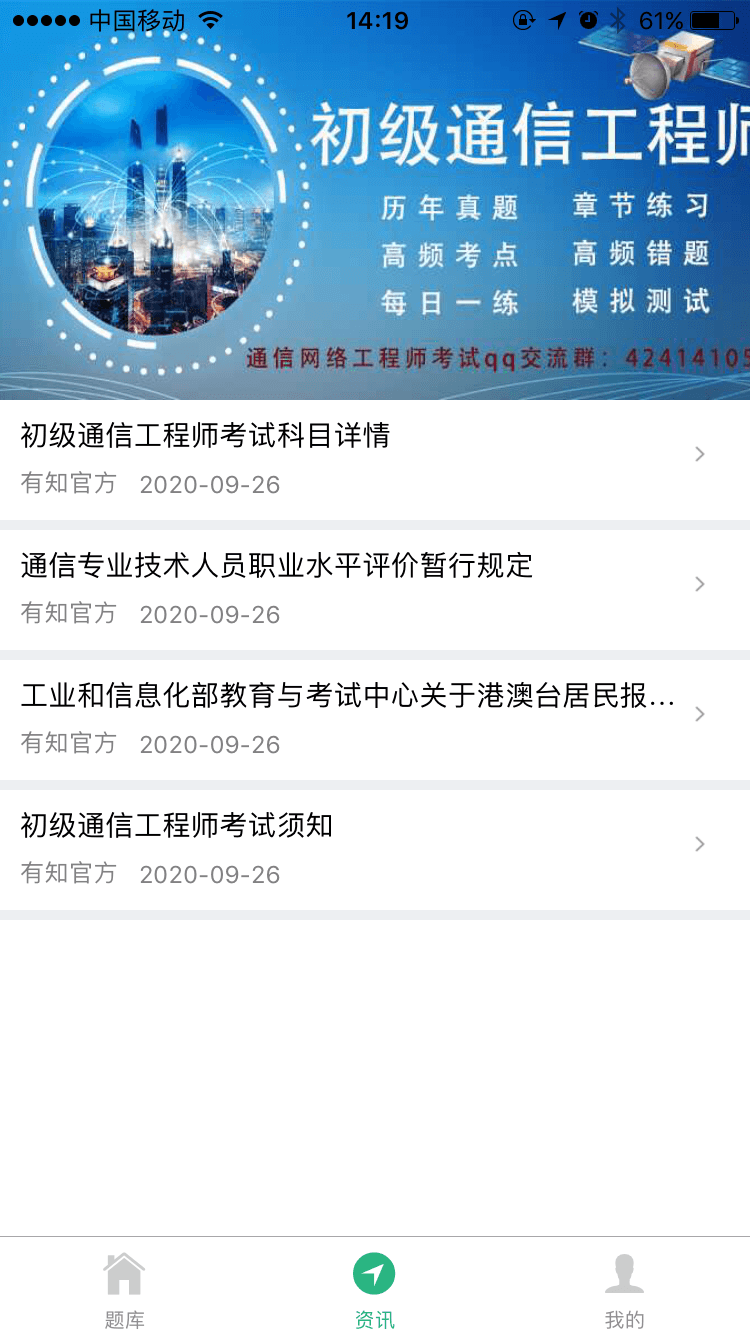 中国移动 14:19 61%
初级通信工程师
历年真题 章节练习
高频考点 高频错题
每日一练 模拟测试
通信网络工程师考试qq交流群：42414105
初级通信工程师考试科目详情
有知官方 2020-09-26
通信专业技术人员职业水平评价暂行规定
有知官方 2020-09-26
工业和信息化部教育与考试中心关于港澳台居民报...
有知官方 2020-09-26
初级通信工程师考试须知
有知官方 2020-09-26
题库 资讯 我的